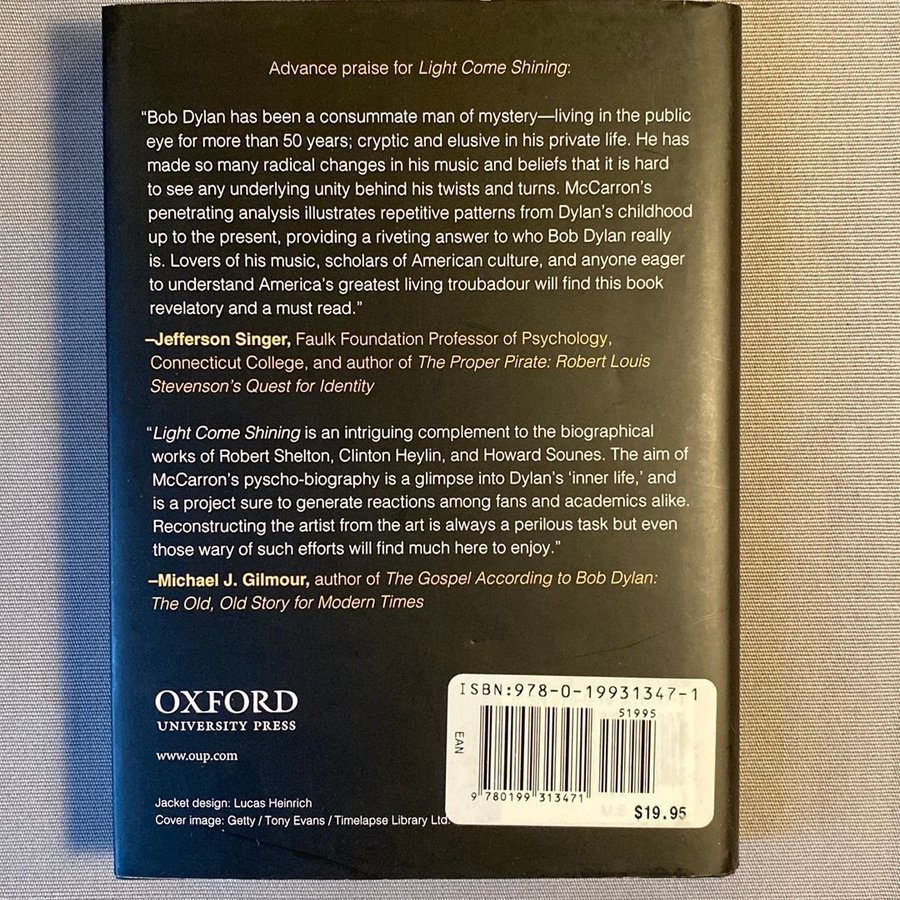 Advance praise for Light Come Shining:
“Bob Dylan has been a consummate man of mystery—living in the public
eye for more than 50 years; cryptic and elusive in his private life. He has
made so many radical changes in his music and beliefs that it is hard
to see any underlying unity behind his twists and turns. McCarron’s
penetrating analysis illustrates repetitive patterns from Dylan’s childhood
up to the present, providing a riveting answer to who Bob Dylan really
is. Lovers of his music, scholars of American culture, and anyone eager
to understand America’s greatest living troubadour will find this book
revelatory and a must read.”
–Jefferson Singer, Faulk Foundation Professor of Psychology,
Connecticut College, and author of The Proper Pirate: Robert Louis
Stevenson’s Quest for Identity
“Light Come Shining is an intriguing complement to the biographical
works of Robert Shelton, Clinton Heylin, and Howard Sounes. The aim of
McCarron’s pyscho-biography is a glimpse into Dylan’s ‘inner life,’ and
is a project sure to generate reactions among fans and academics alike.
Reconstructing the artist from the art is always a perilous task but even
those wary of such efforts will find much here to enjoy.”
–Michael J. Gilmour, author of The Gospel According to Bob Dylan:
The Old, Old Story for Modern Times
OXFORD
UNIVERSITY PRESS
www.oup.com
Jacket design: Lucas Heinrich
Cover image: Getty / Tony Evans / Timelapse Library Ltd.
ISBN:978-0-19931347-1
51995
EAN
9 780199 313471
$19.95